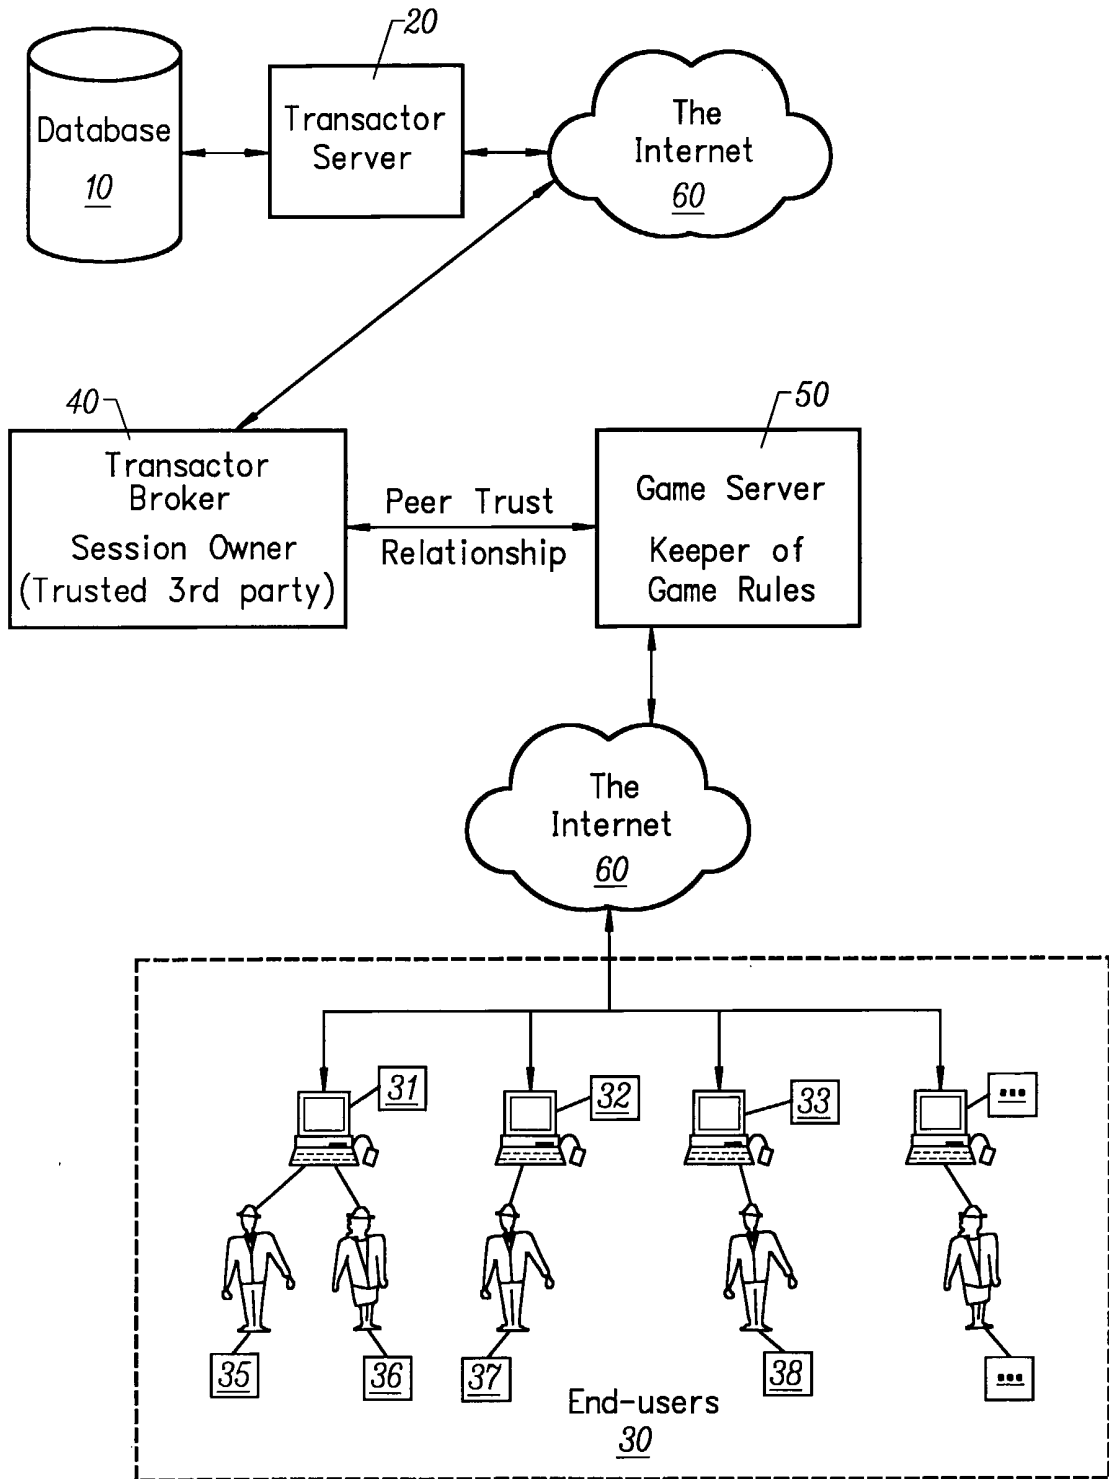 20
Database
10
Transactor
Server
The
Internet
60
40
Transactor
Broker
Session Owner
(Trusted 3rd party)
Peer Trust
Relationship
50
Game Server
Keeper of
Game Rules
The
Internet
60
31
32
33
...
35
36
37
38
...
End-users
30